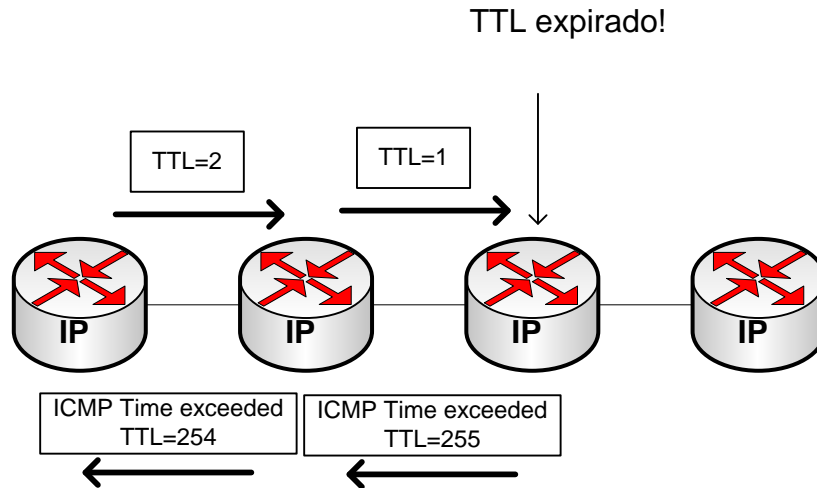 TTL expirado!
TTL=2
TTL=1
IP
IP
IP
IP
ICMP Time exceeded
TTL=254
ICMP Time exceeded
TTL=255